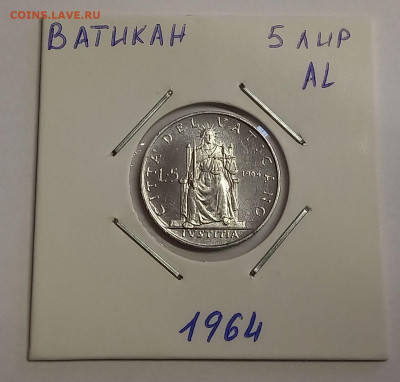 COINS.LAVE.RU
ВАТИКАН 5 ЛИР
AL
CITTA' DEL VATICANO
L.5 1964
IVSTITIA
1964